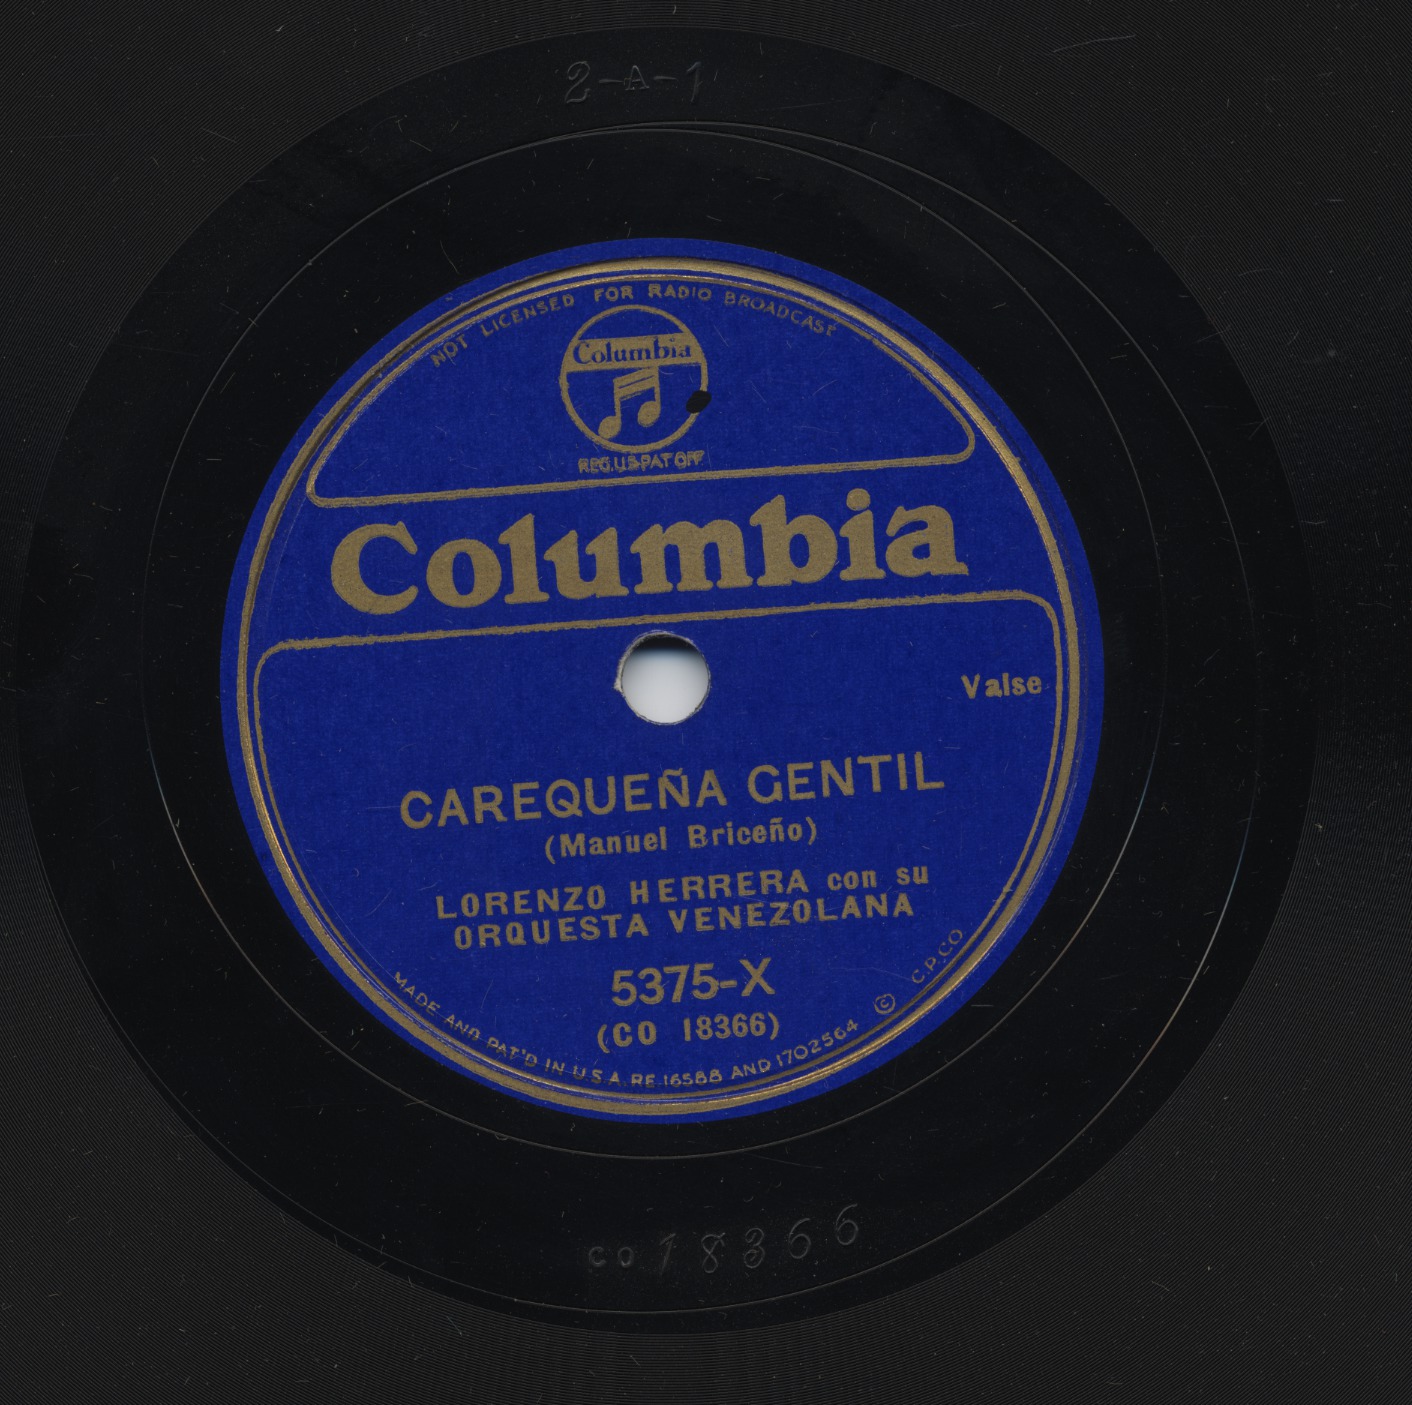 2-A-1
NOT LICENSED FOR RADIO BROADCAST
Columbia
REG.U.S.PAT OFF.
Columbia
Valse
CAREQUEÑA GENTIL
(Manuel Briceño)
LORENZO HERRERA con su
ORQUESTA VENEZOLANA
5375-X
(CO 18366)
MADE AND PAT'D IN U.S.A. RE 16588 AND 1702564 © C.P.CO.
CO 18366